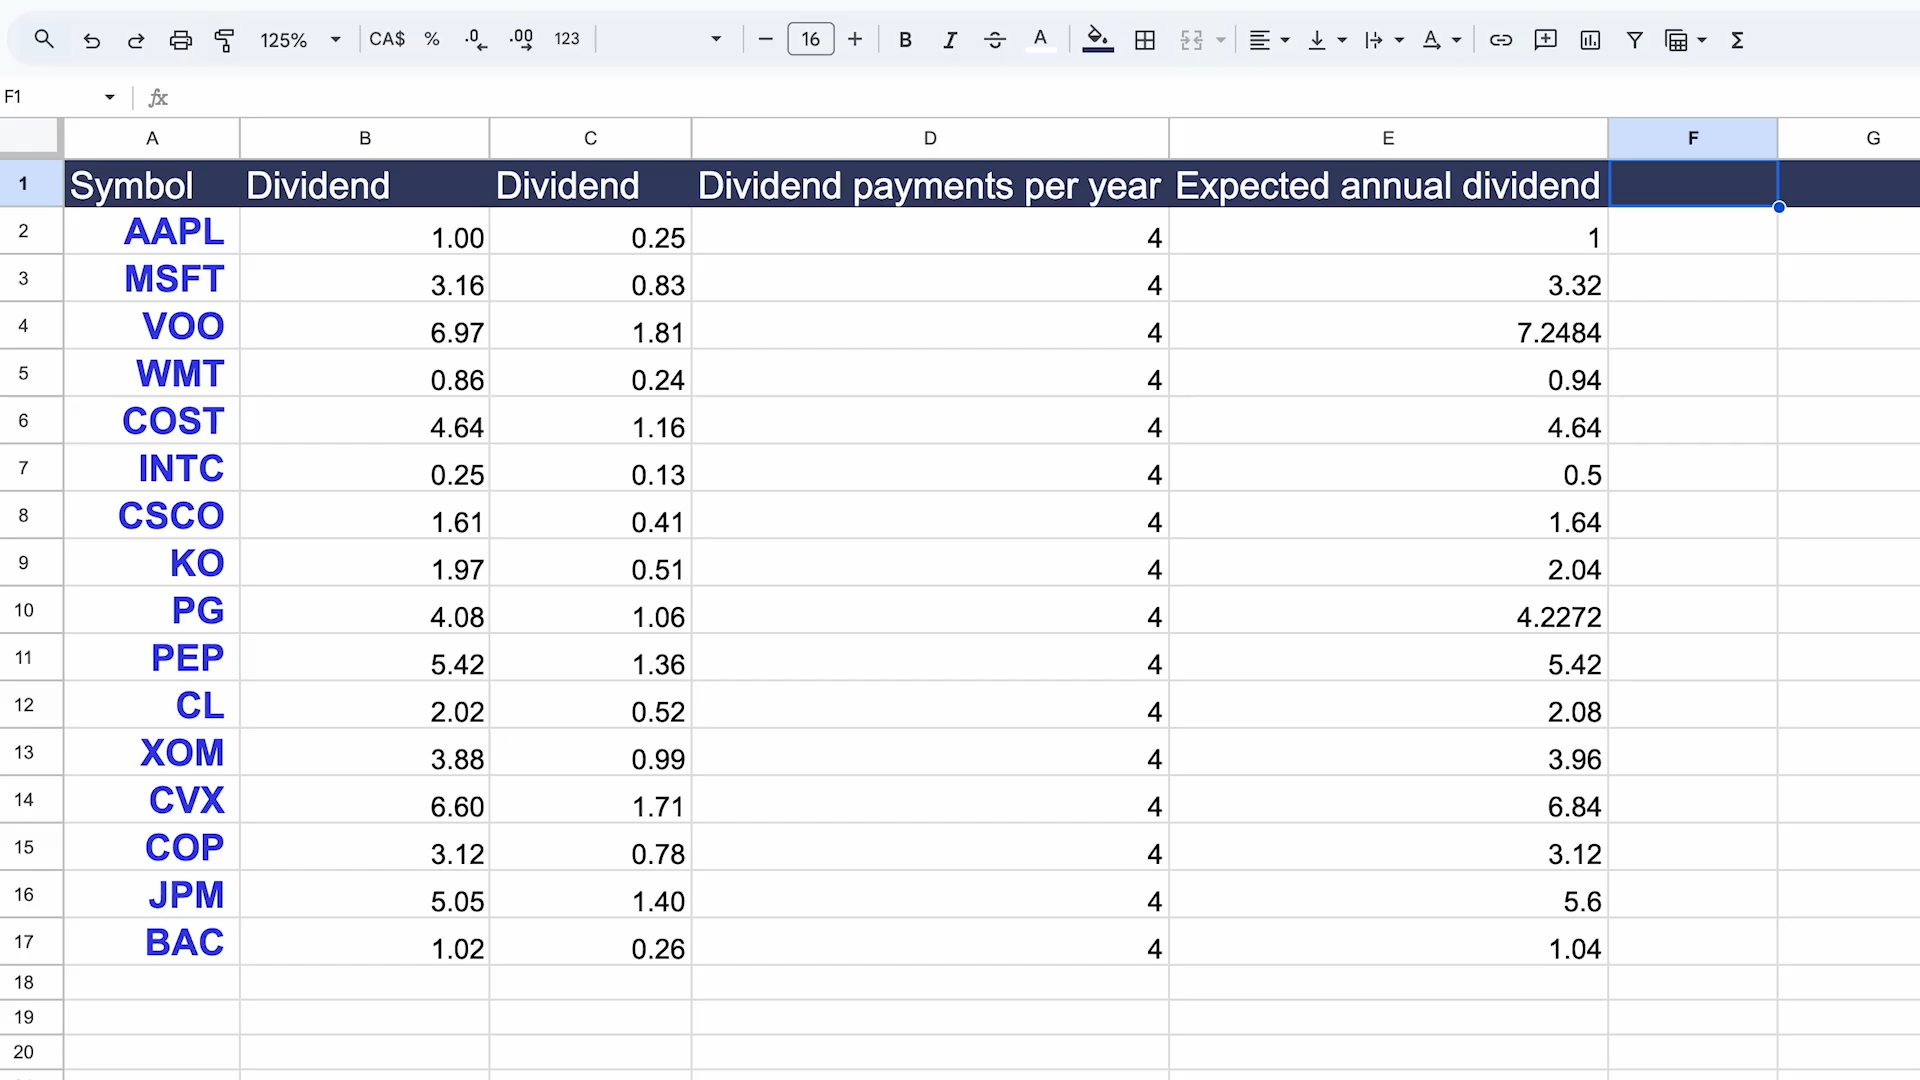 125% CA$ % .0 .00 123 16 B I A A Σ
F1 fx
A B C D E F G
1 Symbol Dividend Dividend Dividend payments per year Expected annual dividend
2 AAPL 1.00 0.25 4 1
3 MSFT 3.16 0.83 4 3.32
4 VOO 6.97 1.81 4 7.2484
5 WMT 0.86 0.24 4 0.94
6 COST 4.64 1.16 4 4.64
7 INTC 0.25 0.13 4 0.5
8 CSCO 1.61 0.41 4 1.64
9 KO 1.97 0.51 4 2.04
10 PG 4.08 1.06 4 4.2272
11 PEP 5.42 1.36 4 5.42
12 CL 2.02 0.52 4 2.08
13 XOM 3.88 0.99 4 3.96
14 CVX 6.60 1.71 4 6.84
15 COP 3.12 0.78 4 3.12
16 JPM 5.05 1.40 4 5.6
17 BAC 1.02 0.26 4 1.04
18
19
20